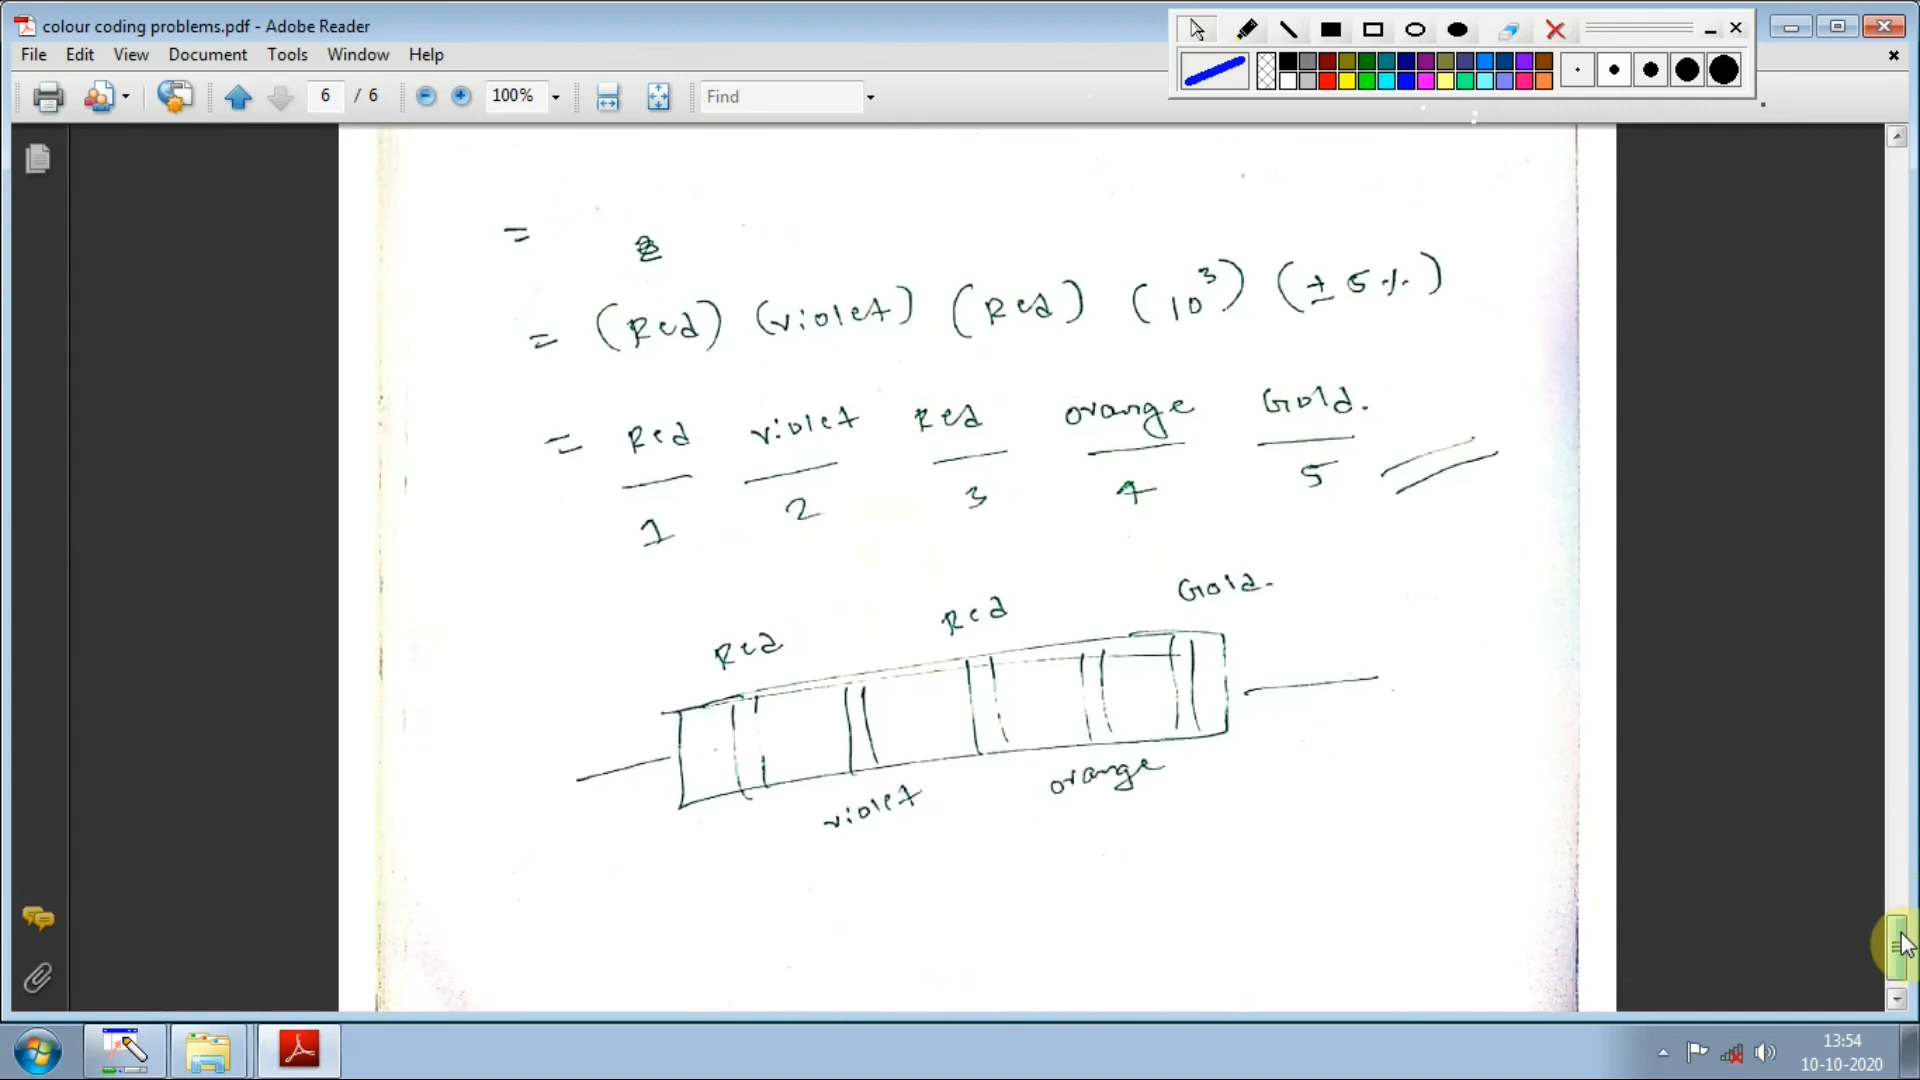 colour coding problems.pdf - Adobe Reader
File Edit View Document Tools Window Help
6 / 6 100% Find
=
= (Red) (violet) (Red) (10³) (± 5 %)
= Red violet Red orange Gold.
1 2 3 4 5
Red Red Gold.
violet orange
13:54
10-10-2020